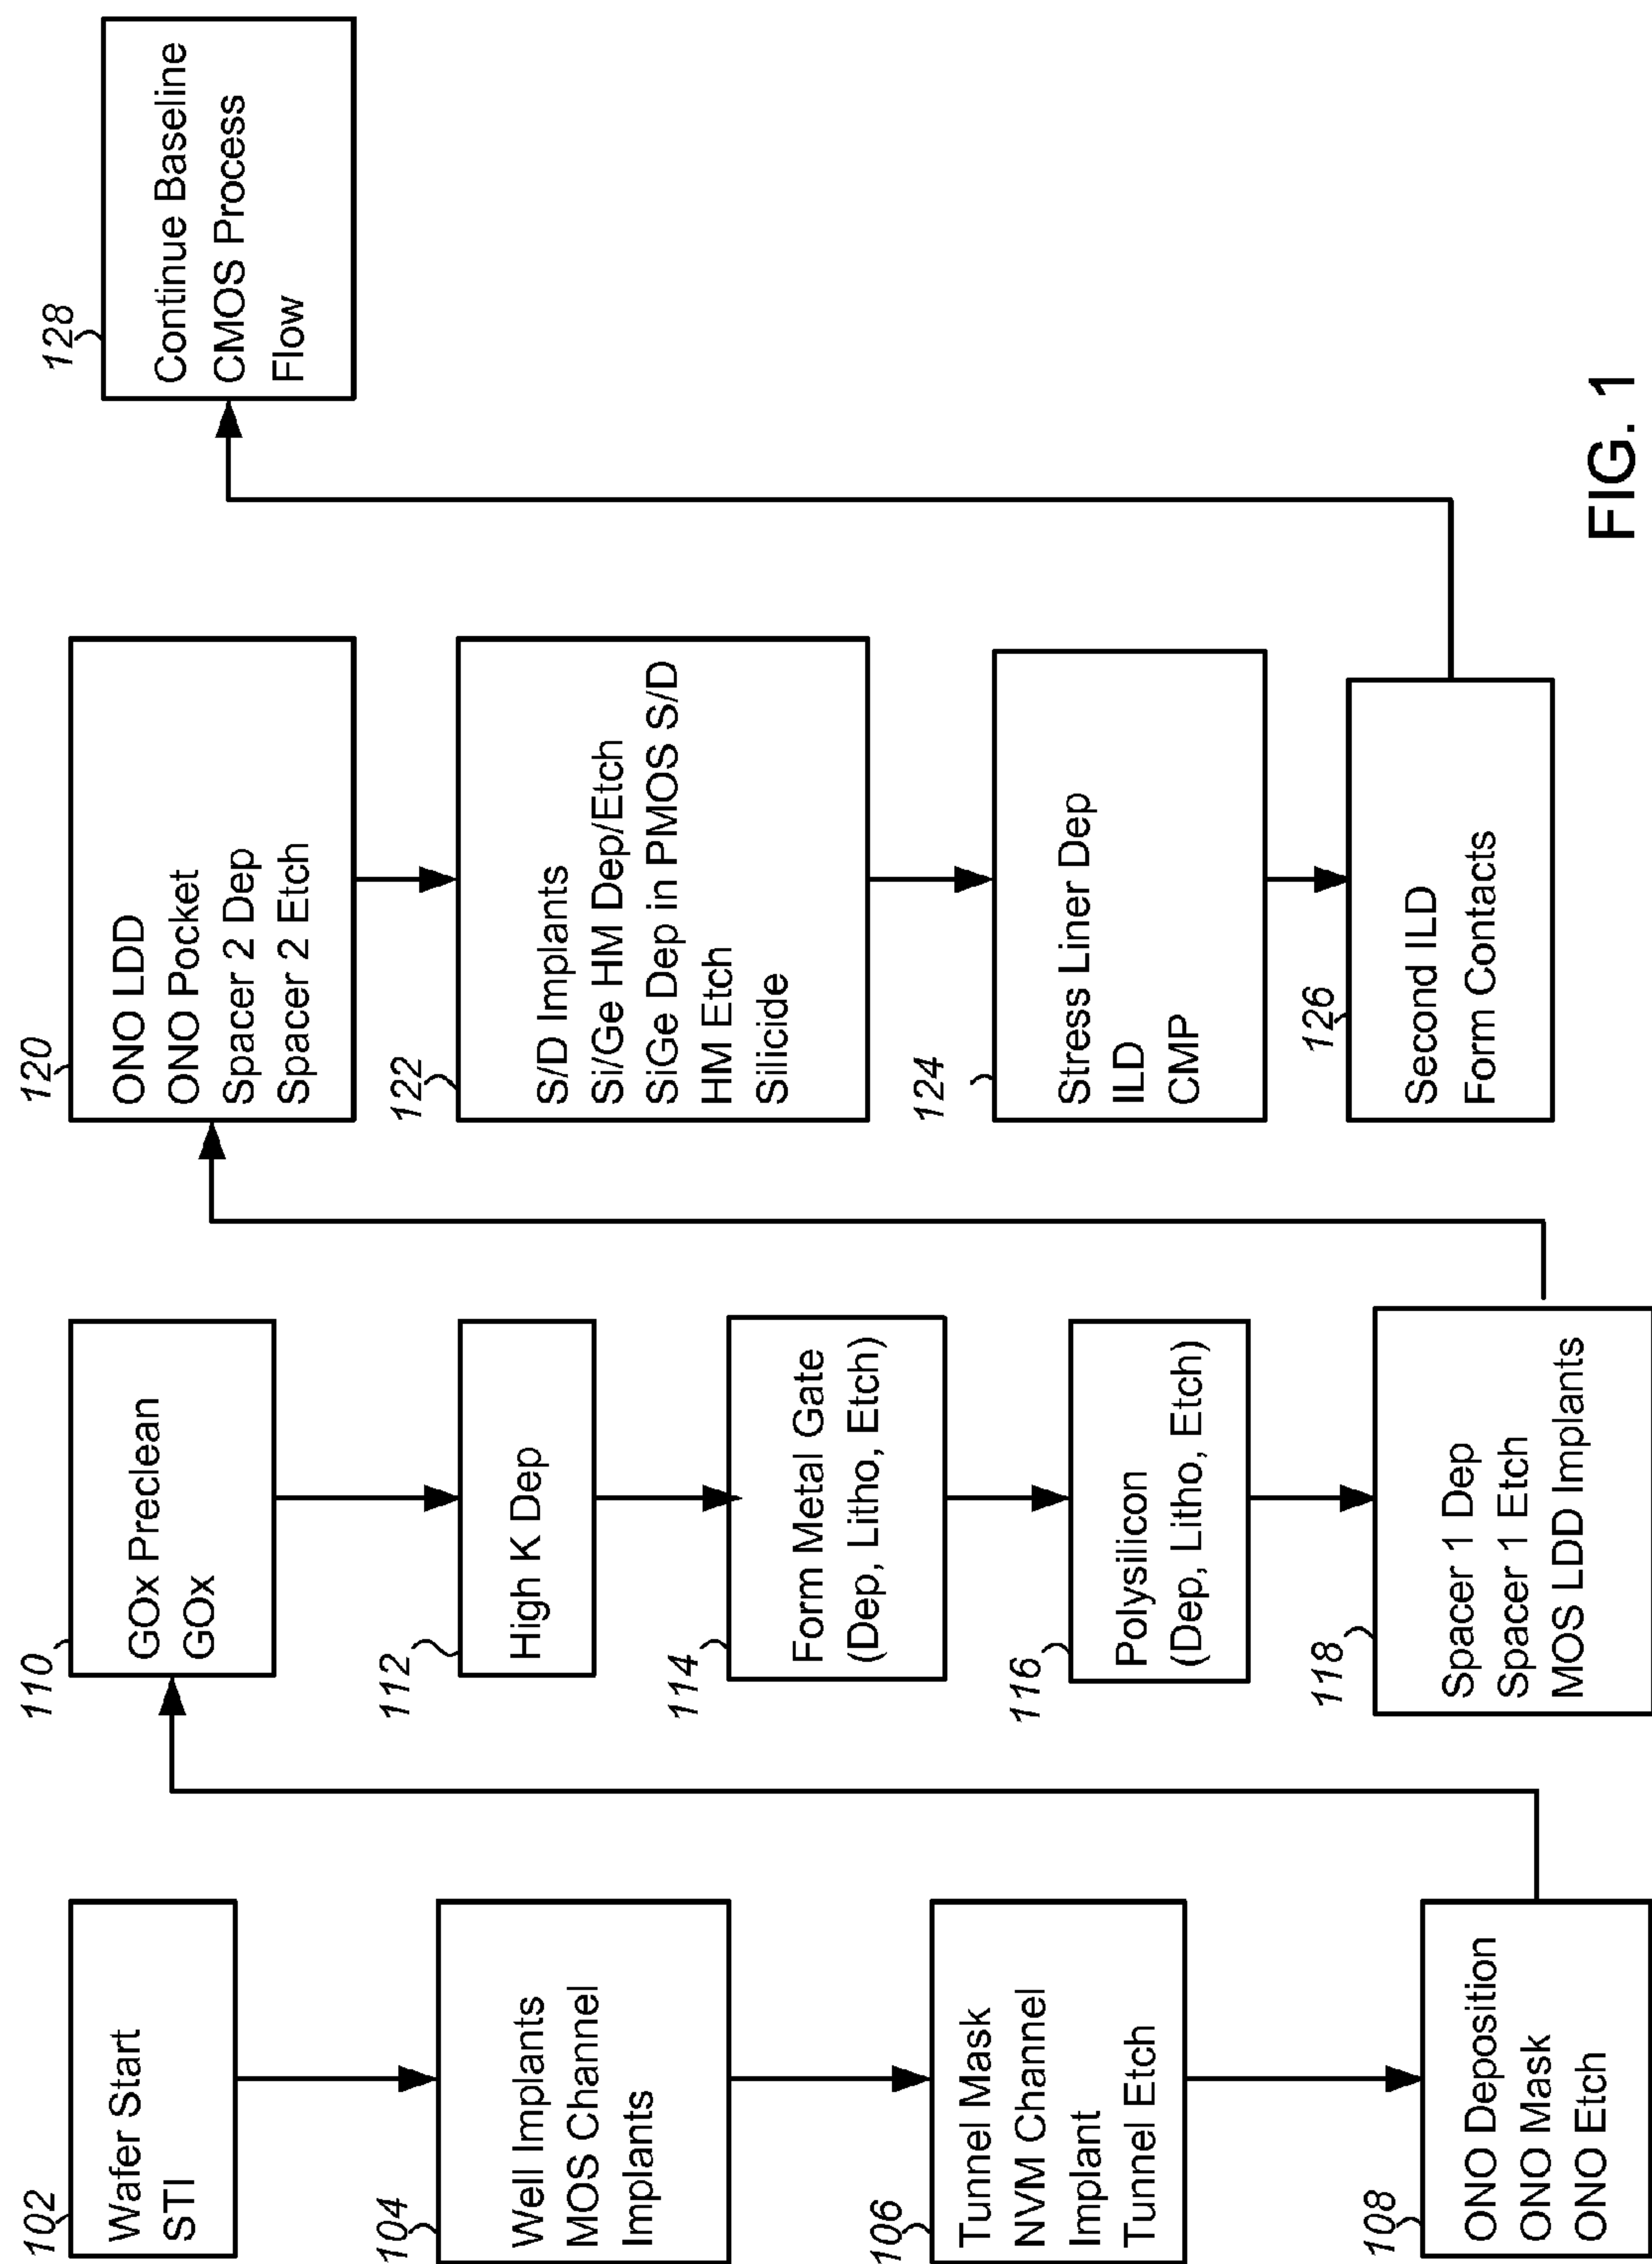 102
Wafer Start
STI
104
Well Implants
MOS Channel
Implants
106
Tunnel Mask
NVM Channel
Implant
Tunnel Etch
108
ONO Deposition
ONO Mask
ONO Etch
110
GOx Preclean
GOx
112
High K Dep
114
Form Metal Gate
(Dep, Litho, Etch)
116
Polysilicon
(Dep, Litho, Etch)
118
Spacer 1 Dep
Spacer 1 Etch
MOS LDD Implants
120
ONO LDD
ONO Pocket
Spacer 2 Dep
Spacer 2 Etch
122
S/D Implants
Si/Ge HM Dep/Etch
SiGe Dep in PMOS S/D
HM Etch
Silicide
124
Stress Liner Dep
ILD
CMP
126
Second ILD
Form Contacts
128
Continue Baseline
CMOS Process
Flow
FIG. 1